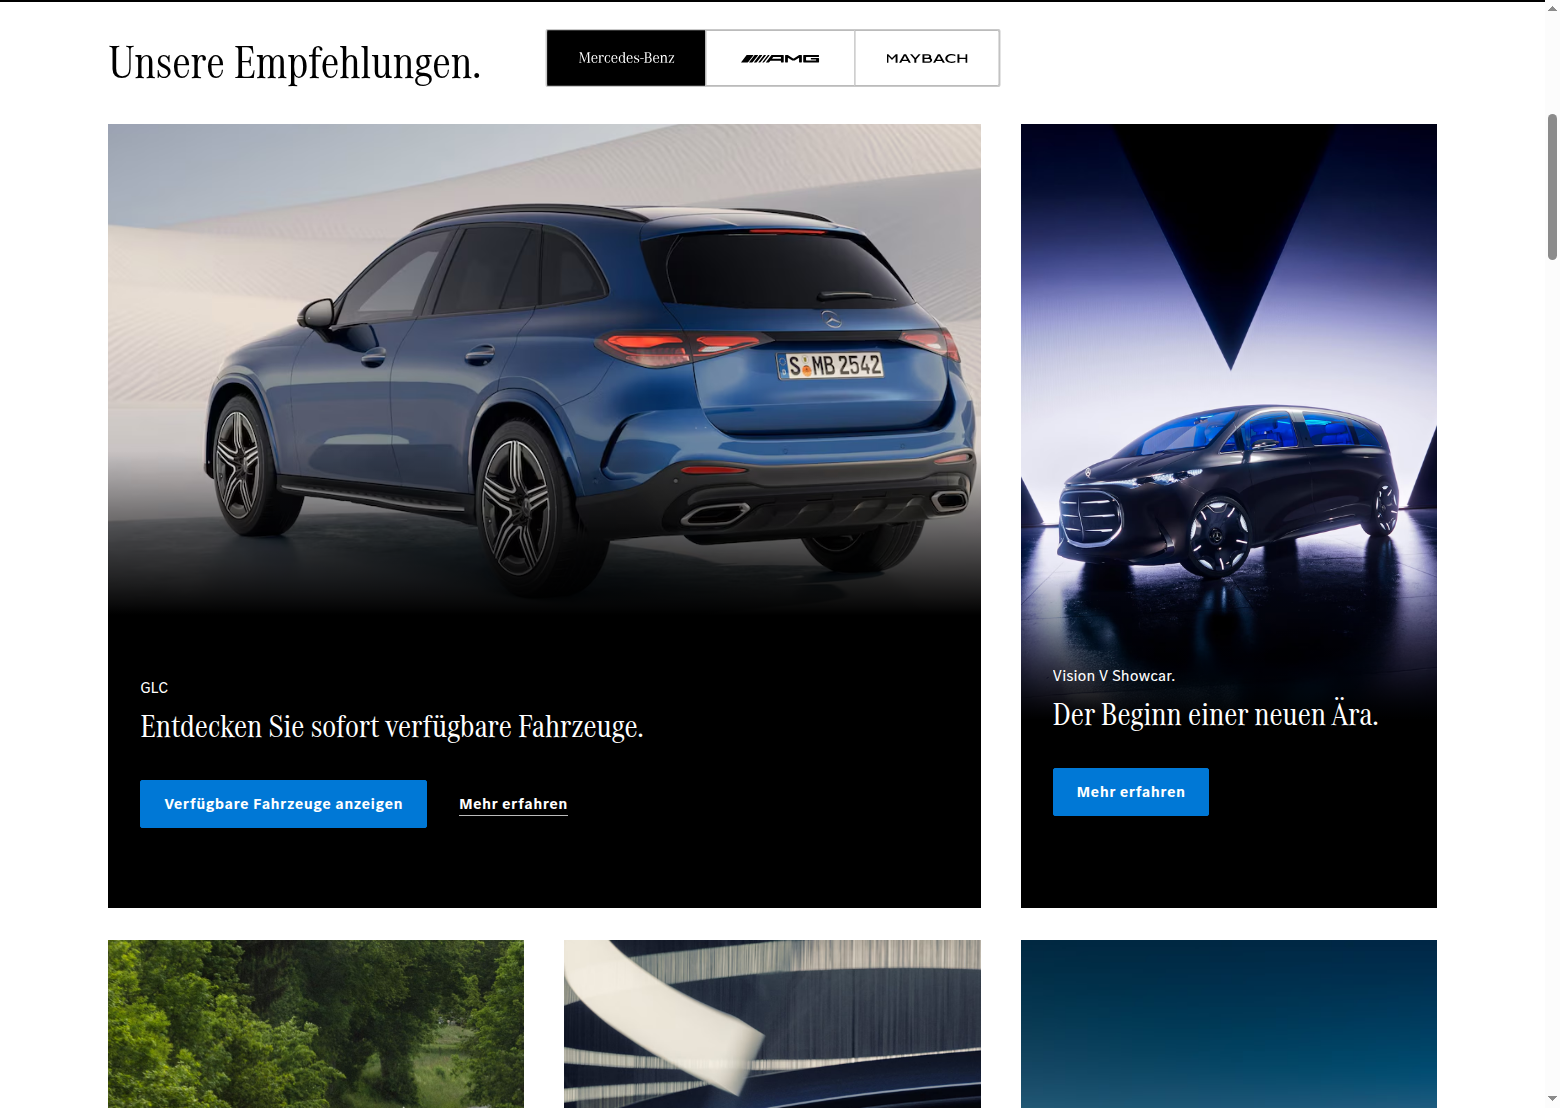 Unsere Empfehlungen.
Mercedes-Benz
AMG
MAYBACH
S MB 2542
GLC
Entdecken Sie sofort verfügbare Fahrzeuge.
Verfügbare Fahrzeuge anzeigen
Mehr erfahren
Vision V Showcar.
Der Beginn einer neuen Ära.
Mehr erfahren